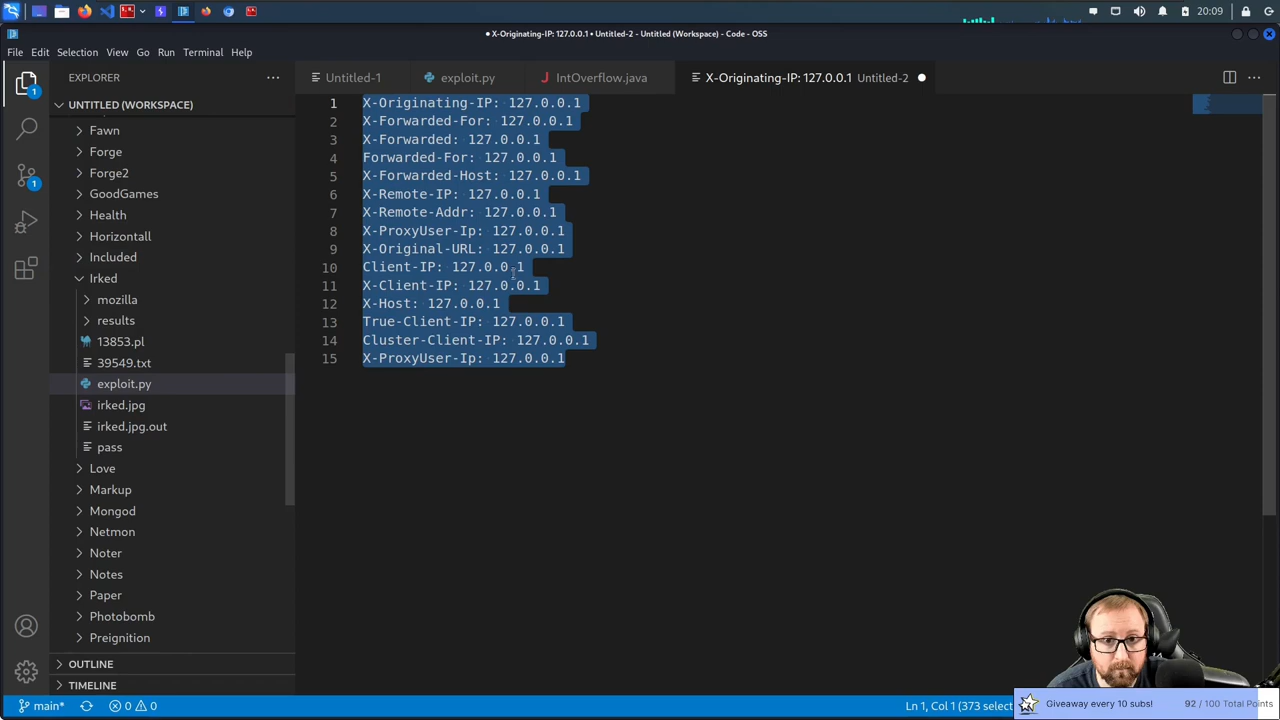 20:09
X-Originating-IP: 127.0.0.1 • Untitled-2 - Untitled (Workspace) - Code - OSS
File Edit Selection View Go Run Terminal Help
EXPLORER
Untitled-1 exploit.py IntOverflow.java X-Originating-IP: 127.0.0.1 Untitled-2
UNTITLED (WORKSPACE)
Fawn
Forge
Forge2
GoodGames
Health
Horizontall
Included
Irked
mozilla
results
13853.pl
39549.txt
exploit.py
irked.jpg
irked.jpg.out
pass
Love
Markup
Mongod
Netmon
Noter
Notes
Paper
Photobomb
Preignition
OUTLINE
TIMELINE
1 X-Originating-IP: 127.0.0.1
2 X-Forwarded-For: 127.0.0.1
3 X-Forwarded: 127.0.0.1
4 Forwarded-For: 127.0.0.1
5 X-Forwarded-Host: 127.0.0.1
6 X-Remote-IP: 127.0.0.1
7 X-Remote-Addr: 127.0.0.1
8 X-ProxyUser-Ip: 127.0.0.1
9 X-Original-URL: 127.0.0.1
10 Client-IP: 127.0.0.1
11 X-Client-IP: 127.0.0.1
12 X-Host: 127.0.0.1
13 True-Client-IP: 127.0.0.1
14 Cluster-Client-IP: 127.0.0.1
15 X-ProxyUser-Ip: 127.0.0.1
1
1
main* 0 0 Ln 1, Col 1 (373 select
Giveaway every 10 subs! 92 / 100 Total Points